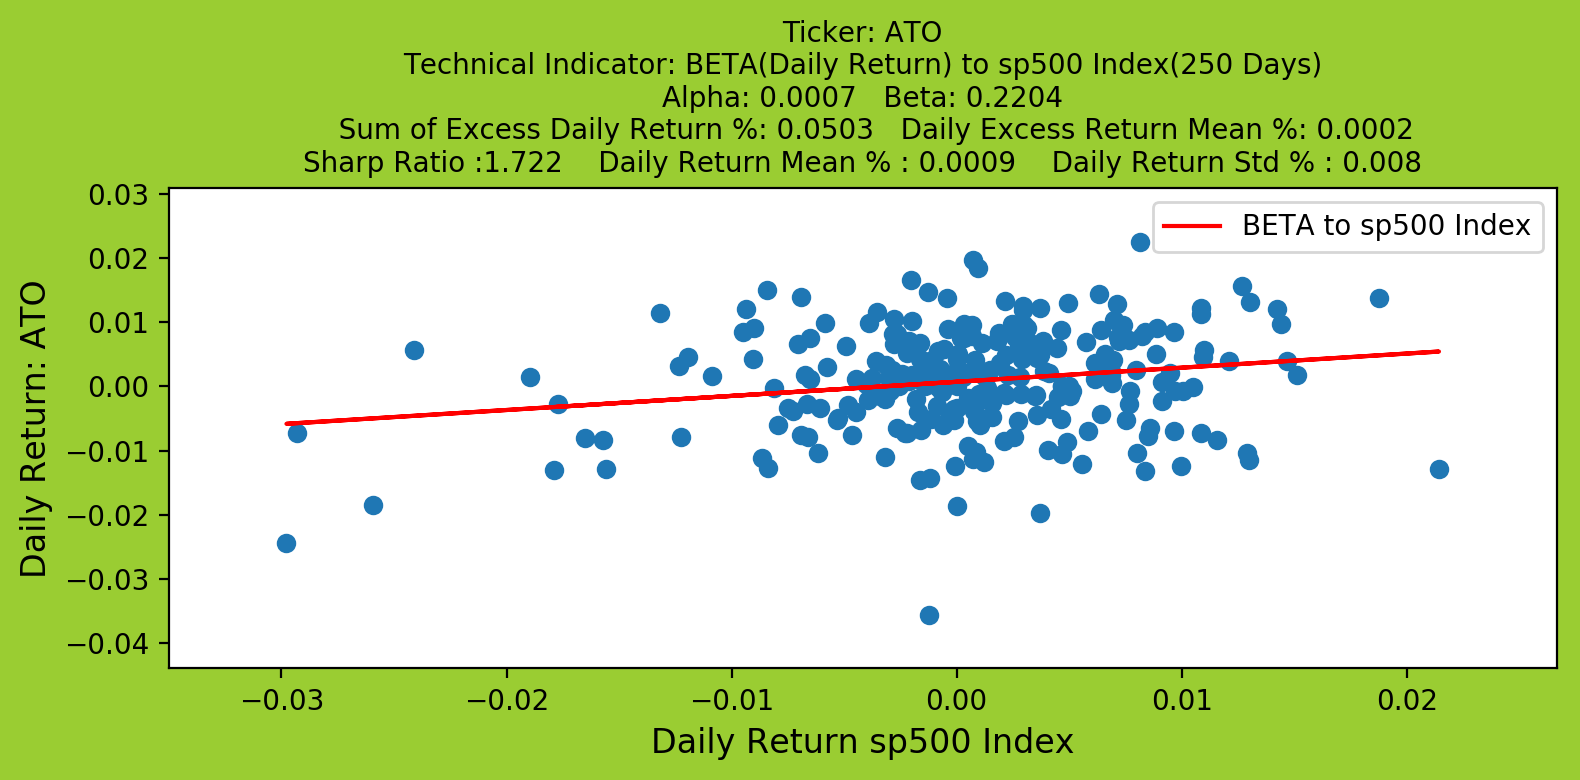 Ticker: ATO
Technical Indicator: BETA(Daily Return) to sp500 Index(250 Days)
Alpha: 0.0007   Beta: 0.2204
Sum of Excess Daily Return %: 0.0503   Daily Excess Return Mean %: 0.0002
Sharp Ratio :1.722    Daily Return Mean % : 0.0009    Daily Return Std % : 0.008
BETA to sp500 Index
Daily Return: ATO
0.03
0.02
0.01
0.00
−0.01
−0.02
−0.03
−0.04
−0.03   −0.02   −0.01   0.00   0.01   0.02
Daily Return sp500 Index